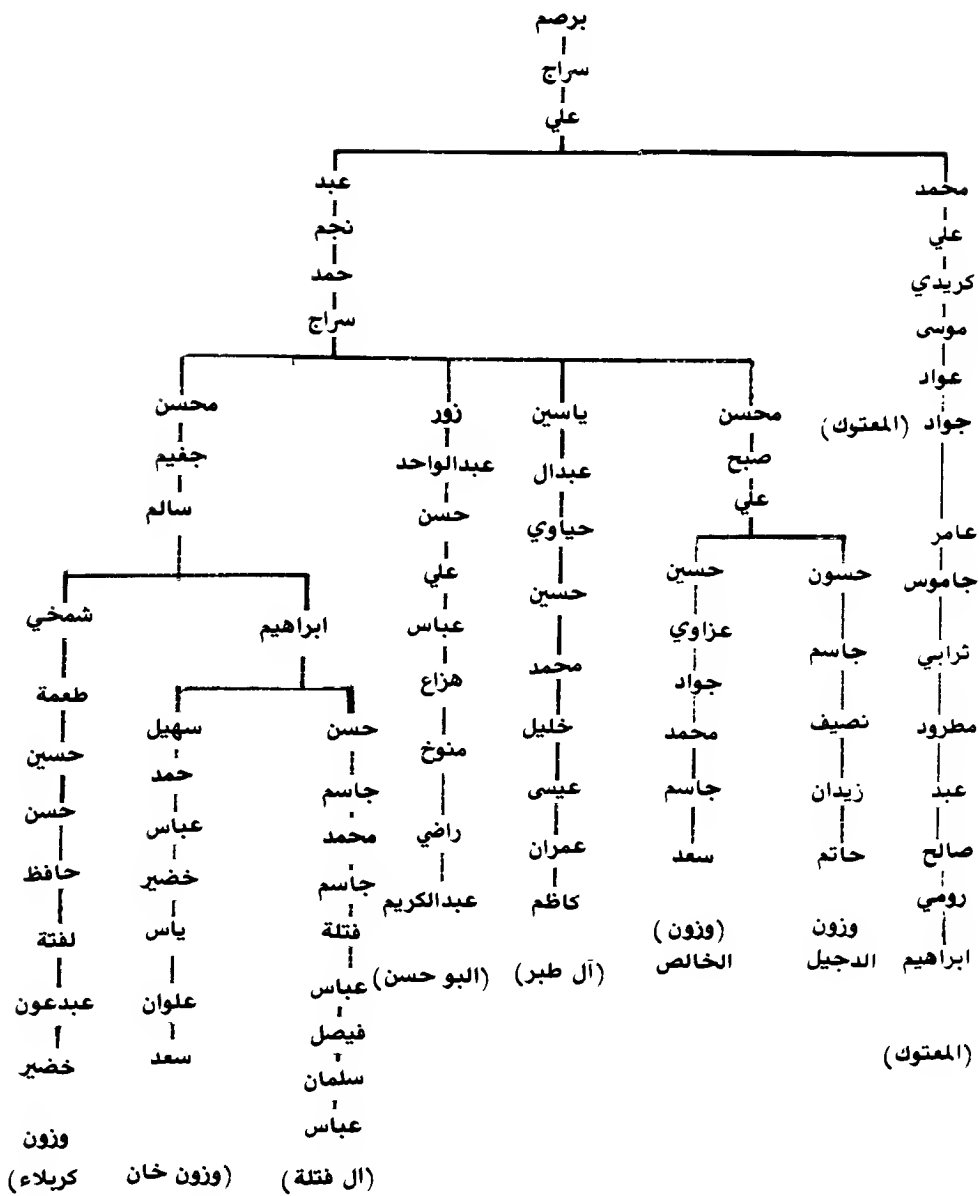 برصم
سراج
علي
محمد
علي
كريدي
موسى
عواد
جواد (المعتوك)
عامر
جاموس
ترابي
مطرود
عبد
صالح
رومي
ابراهيم
(المعتوك)
عبد
نجم
حمد
سراج
محسن
صبح
علي
حسون
جاسم
نصيف
زيدان
حاتم
وزون
الدجيل
حسين
عزاوي
جواد
محمد
جاسم
سعد
(وزون)
الخالص
ياسين
عبدال
حياوي
حسين
محمد
خليل
عيسى
عمران
كاظم
(آل طبر)
زور
عبدالواحد
حسن
علي
عباس
هزاع
منوخ
راضي
عبدالكريم
(البو حسن)
محسن
جفيم
سالم
ابراهيم
حسن
جاسم
محمد
جاسم
فتلة
عباس
فيصل
سلمان
عباس
(ال فتلة)
سهيل
حمد
عباس
خضير
ياس
علوان
سعد
(وزون خان
شمخي
طعمة
حسين
حسن
حافظ
لفتة
عبدعون
خضير
وزون
كربلاء)